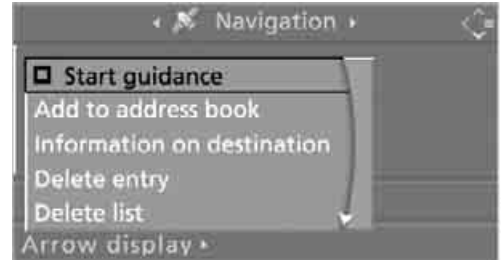 Navigation
Start guidance
Add to address book
Information on destination
Delete entry
Delete list
Arrow display